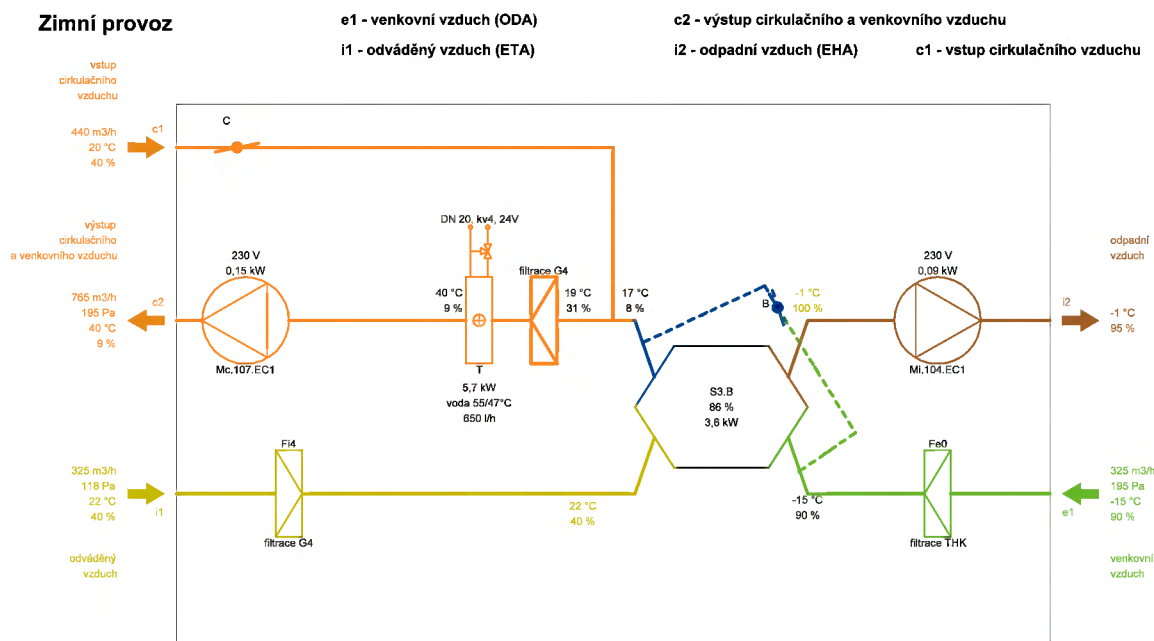 Zimní provoz
e1 - venkovní vzduch (ODA)
c2 - výstup cirkulačního a venkovního vzduchu
i1 - odváděný vzduch (ETA)
i2 - odpadní vzduch (EHA)
c1 - vstup cirkulačního vzduchu
vstup
cirkulačního
vzduchu
440 m3/h
20 °C
40 %
c1
C
výstup
cirkulačního
a venkovního vzduchu
765 m3/h
195 Pa
40 °C
9 %
c2
230 V
0,15 kW
Mc.107.EC1
DN 20, kv4, 24V
40 °C
9 %
T
5,7 kW
voda 55/47°C
650 l/h
filtrace G4
19 °C
31 %
17 °C
8 %
B
-1 °C
100 %
230 V
0,09 kW
Mi.104.EC1
odpadní
vzduch
i2
-1 °C
95 %
S3.B
86 %
3,6 kW
325 m3/h
118 Pa
22 °C
40 %
i1
odváděný
vzduch
Fi4
filtrace G4
22 °C
40 %
-15 °C
90 %
Fe0
filtrace THK
325 m3/h
195 Pa
-15 °C
90 %
e1
venkovní
vzduch